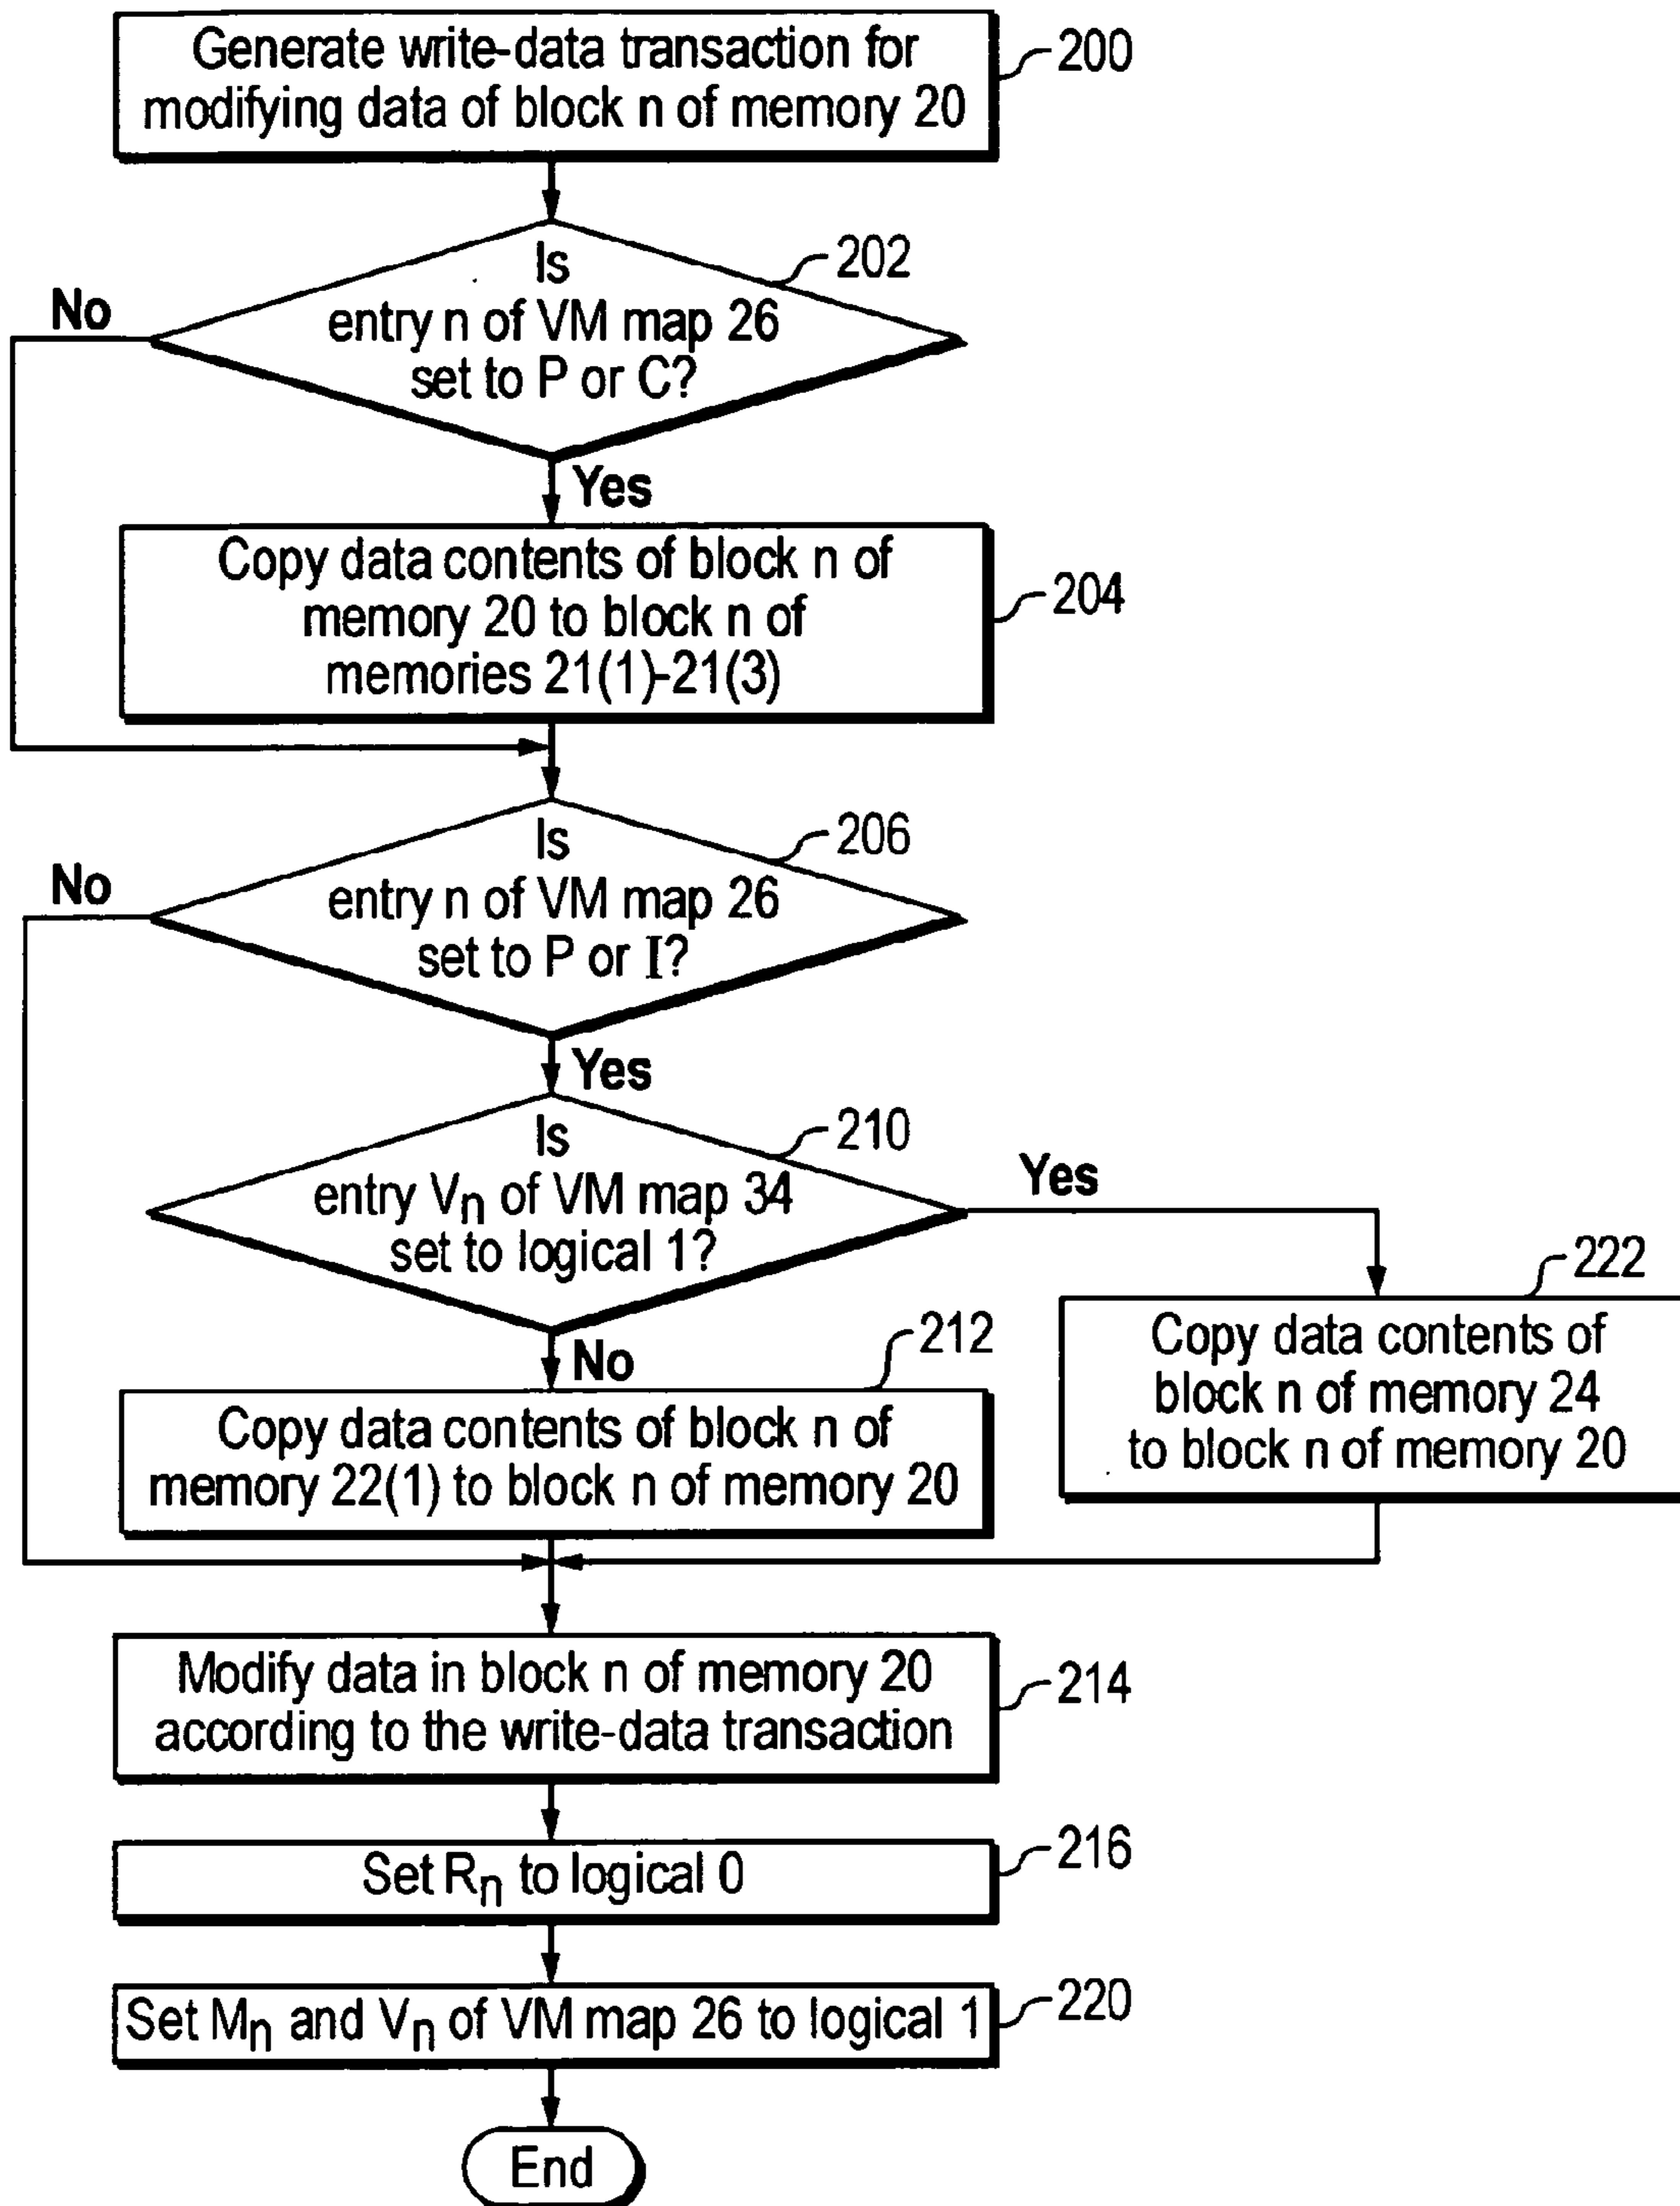 Generate write-data transaction for
modifying data of block n of memory 20
200
Is
entry n of VM map 26
set to P or C?
202
No
Yes
Copy data contents of block n of
memory 20 to block n of
memories 21(1)-21(3)
204
Is
entry n of VM map 26
set to P or I?
206
No
Yes
Is
entry Vn of VM map 34
set to logical 1?
210
Yes
No
212
Copy data contents of block n of
memory 22(1) to block n of memory 20
222
Copy data contents of
block n of memory 24
to block n of memory 20
Modify data in block n of memory 20
according to the write-data transaction
214
Set Rn to logical 0
216
Set Mn and Vn of VM map 26 to logical 1
220
End